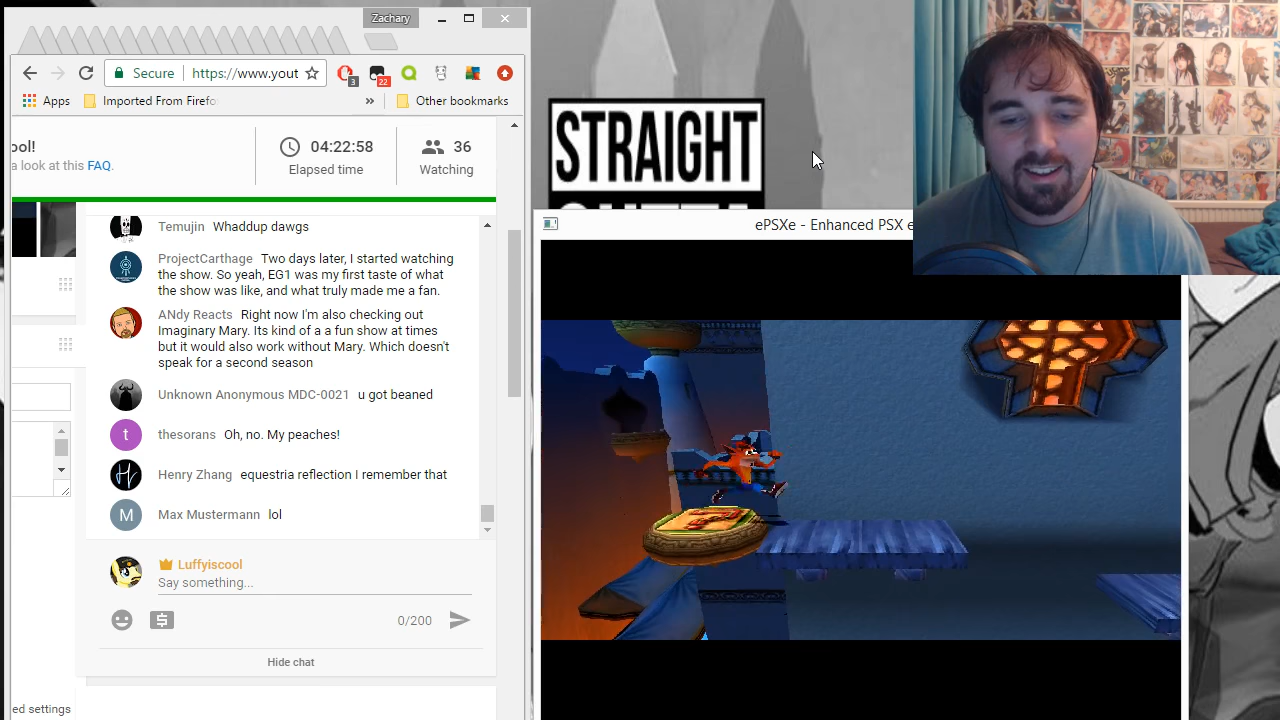 Zachary
Secure https://www.yout
3
22
Apps Imported From Firefo
» Other bookmarks
ool!
a look at this FAQ.
04:22:58
Elapsed time
36
Watching
Temujin Whaddup dawgs
ProjectCarthage Two days later, I started watching
the show. So yeah, EG1 was my first taste of what
the show was like, and what truly made me a fan.
ANdy Reacts Right now I'm also checking out
Imaginary Mary. Its kind of a a fun show at times
but it would also work without Mary. Which doesn't
speak for a second season
Unknown Anonymous MDC-0021 u got beaned
t
thesorans Oh, no. My peaches!
Henry Zhang equestria reflection I remember that
M
Max Mustermann lol
Luffyiscool
Say something...
0/200
Hide chat
ed settings
STRAIGHT
ePSXe - Enhanced PSX e